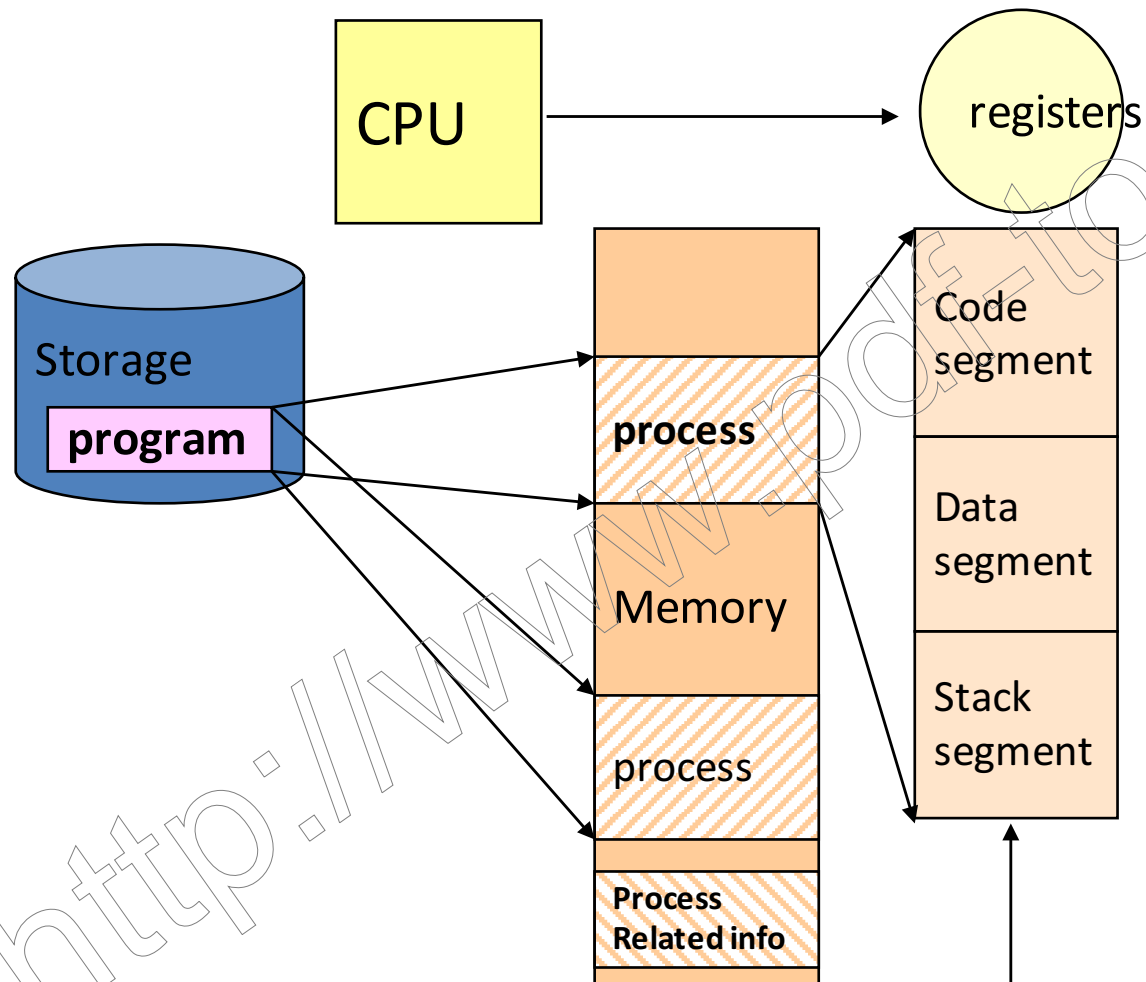 CPU
registers
Storage
program
process
Memory
process
Process
Related info
Code
segment
Data
segment
Stack
segment
http://www.pdf-to